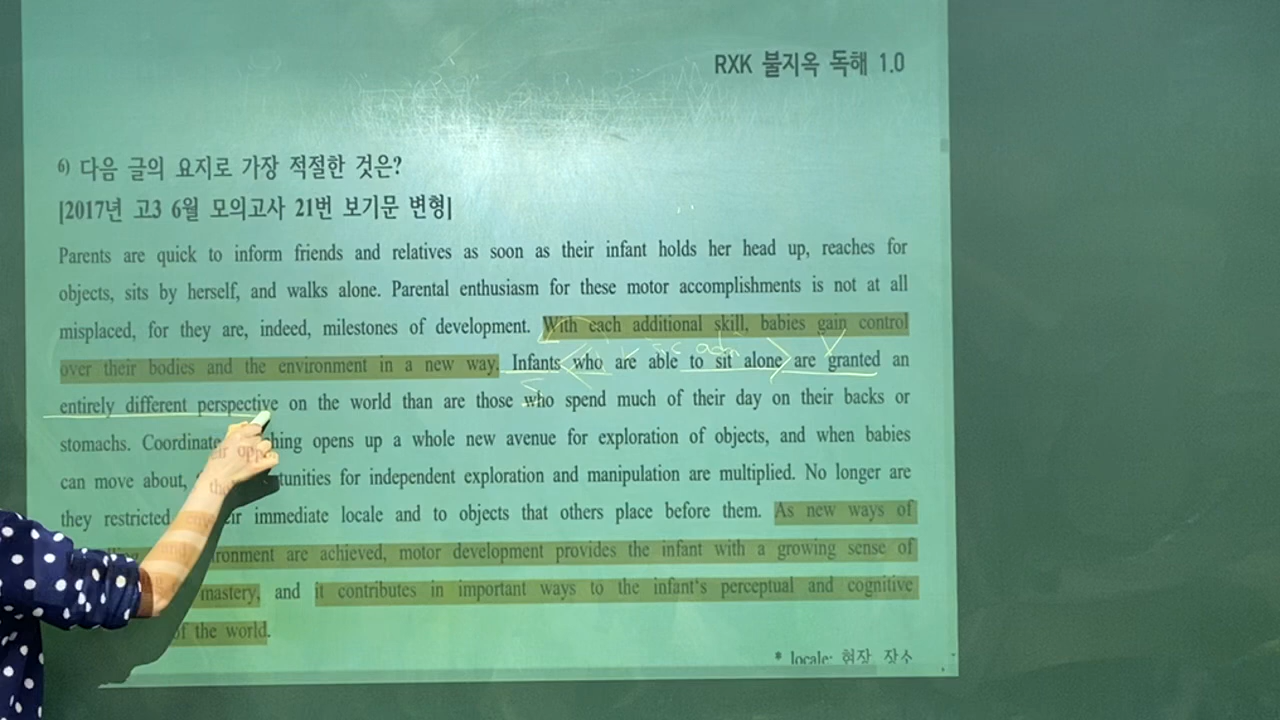 RXK 불지옥 독해 1.0
6) 다음 글의 요지로 가장 적절한 것은?
|2017년 고3 6월 모의고사 21번 보기문 변형|
Parents are quick to inform friends and relatives as soon as their infant holds her head up, reaches for
objects, sits by herself, and walks alone. Parental enthusiasm for these motor accomplishments is not at all
misplaced, for they are, indeed, milestones of development. With each additional skill, babies gain control
over their bodies and the environment in a new way. Infants who are able to sit alone are granted an
entirely different perspective on the world than are those who spend much of their day on their backs or
stomachs. Coordinate opens up a whole new avenue for exploration of objects, and when babies
can move about, for independent exploration and manipulation are multiplied. No longer are
they restricted immediate locale and to objects that others place before them. As new ways of
are achieved, motor development provides the infant with a growing sense of
mastery, and it contributes in important ways to the infant's perceptual and cognitive
of the world.
* locale: 현장, 장소